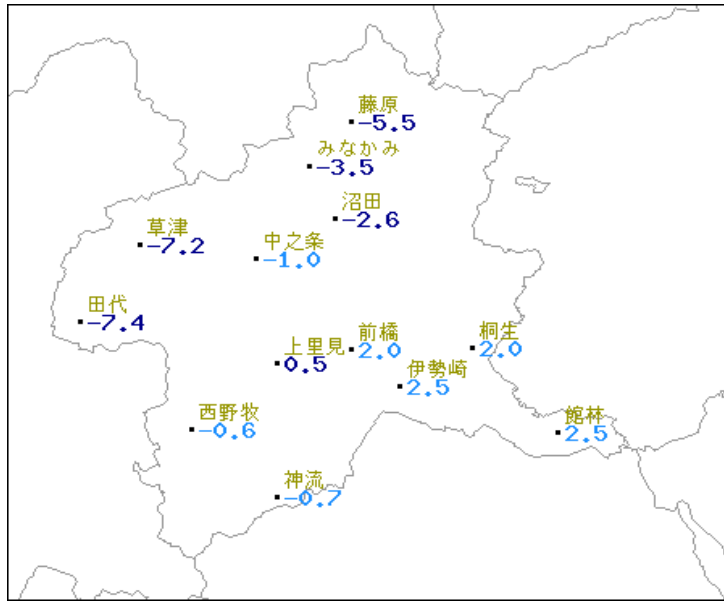 藤原
-5.5
みなかみ
-3.5
沼田
-2.6
草津
-7.2
中之条
-1.0
田代
-7.4
上里見
0.5
前橋
2.0
桐生
2.0
伊勢崎
2.5
西野牧
-0.6
館林
2.5
神流
-0.7